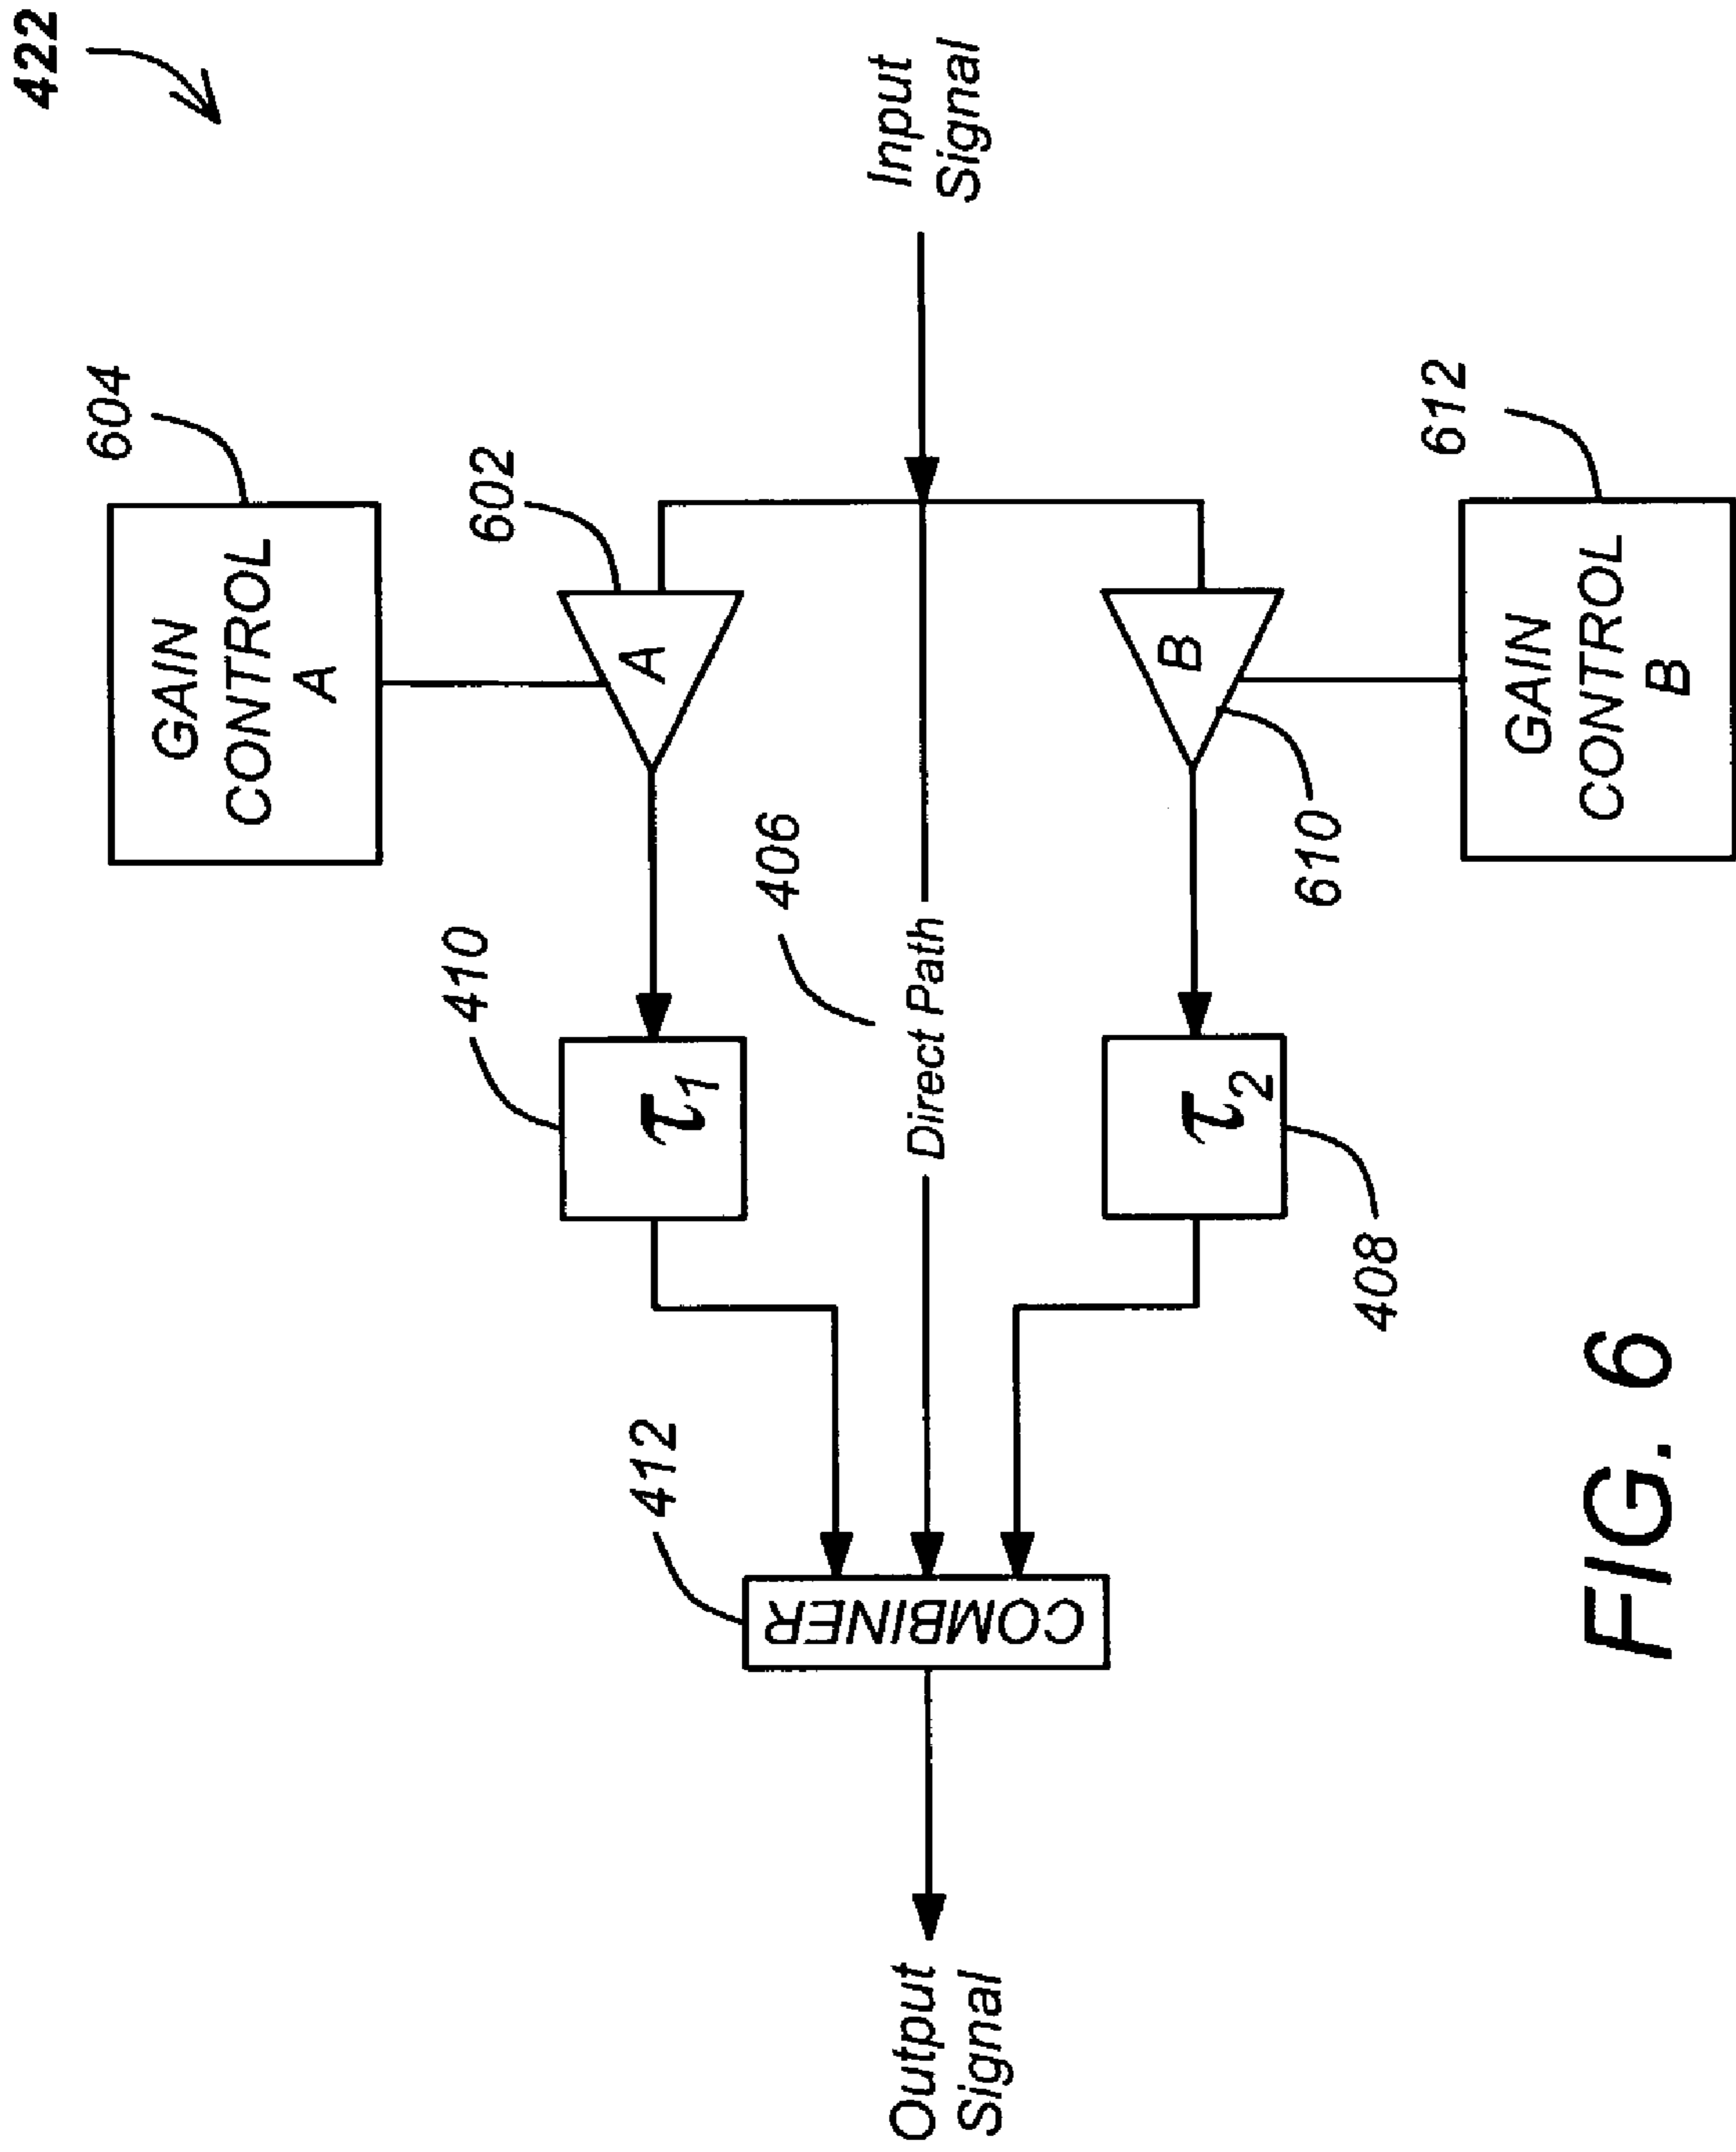 422
604
GAIN
CONTROL
A
602
A
410
τ1
406
Direct Path
Input
Signal
412
COMBINER
Output
Signal
B
610
τ2
408
612
GAIN
CONTROL
B
FIG. 6